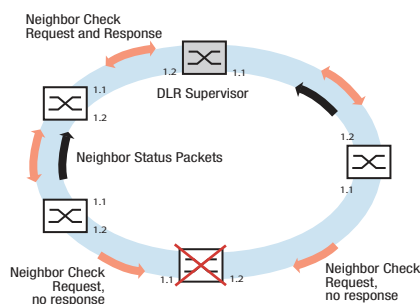 Neighbor Check
Request and Response
1.2
1.1
DLR Supervisor
1.1
1.2
1.2
1.1
Neighbor Status Packets
1.1
1.2
Neighbor Check
Request,
no response
1.1
1.2
Neighbor Check
Request,
no response